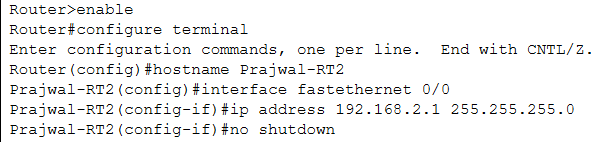 Router>enable
Router#configure terminal
Enter configuration commands, one per line.  End with CNTL/Z.
Router(config)#hostname Prajwal-RT2
Prajwal-RT2(config)#interface fastethernet 0/0
Prajwal-RT2(config-if)#ip address 192.168.2.1 255.255.255.0
Prajwal-RT2(config-if)#no shutdown